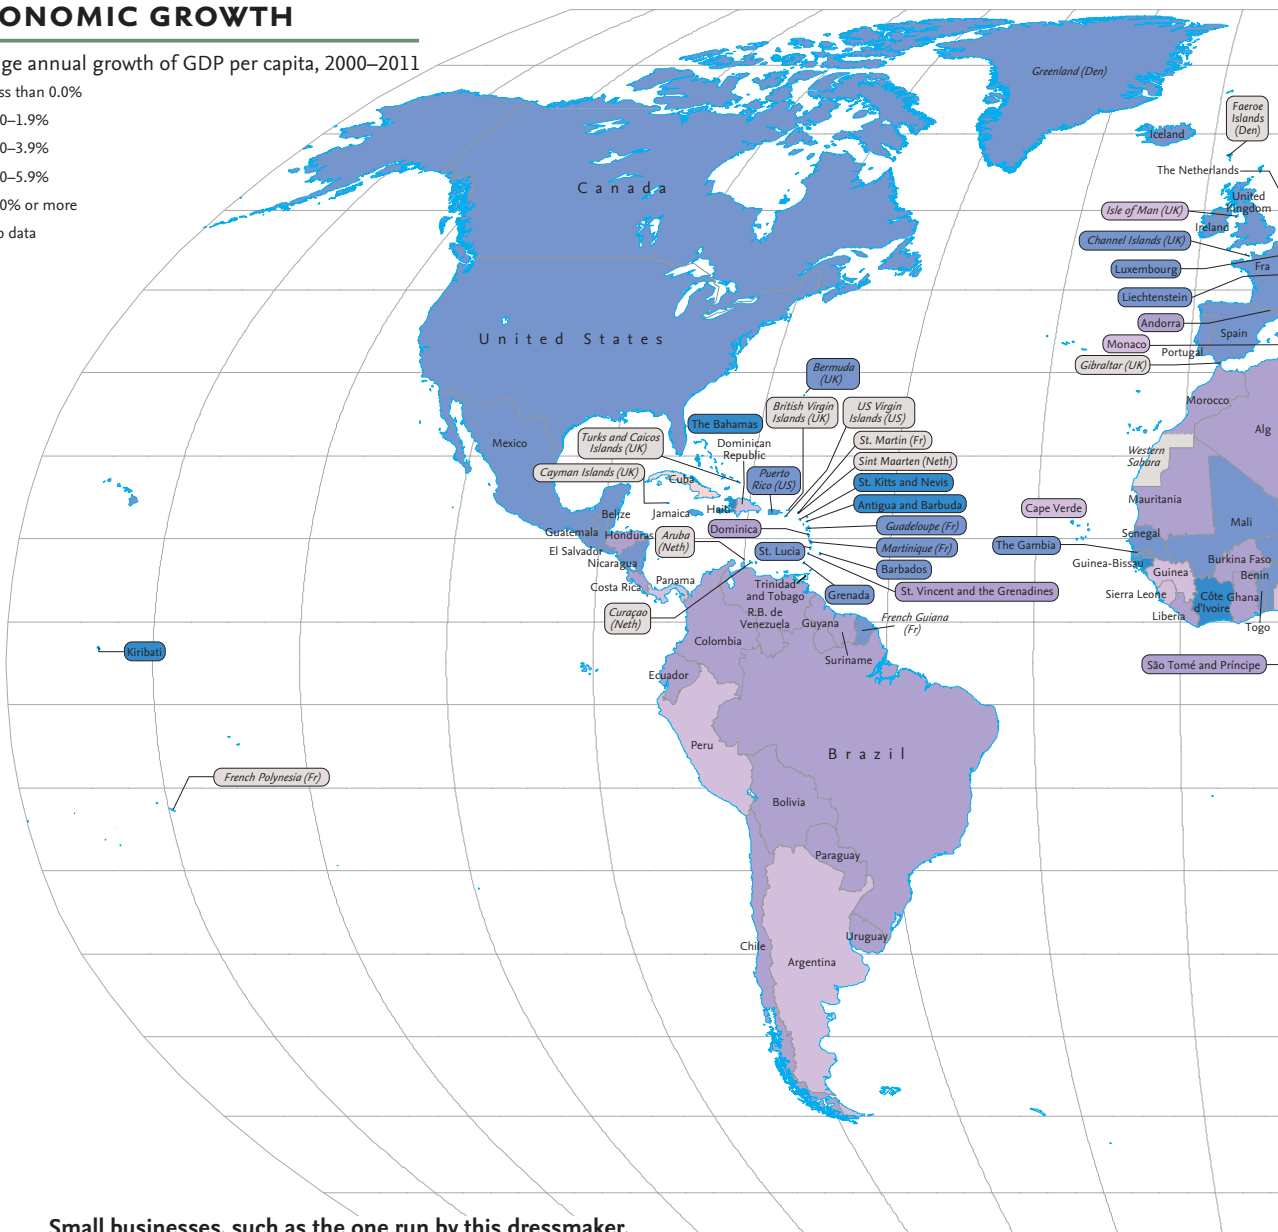 ONOMIC GROWTH
ge annual growth of GDP per capita, 2000–2011
ss than 0.0%
0–1.9%
0–3.9%
0–5.9%
0% or more
o data
Greenland (Den)
Faeroe
Islands
(Den)
Iceland
The Netherlands
Canada
United
Kingdom
Isle of Man (UK)
Ireland
Channel Islands (UK)
Luxembourg
Fra
Liechtenstein
Andorra
United States
Spain
Monaco
Portugal
Gibraltar (UK)
Bermuda
(UK)
Morocco
British Virgin
Islands (UK)
US Virgin
Islands (US)
The Bahamas
Alg
Turks and Caicos
Islands (UK)
Mexico
Dominican
Republic
St. Martin (Fr)
Western
Sahara
Sint Maarten (Neth)
Cayman Islands (UK)
Cuba
Puerto
Rico (US)
St. Kitts and Nevis
Mauritania
Antigua and Barbuda
Cape Verde
Belize
Jamaica
Haiti
Mali
Guatemala
Honduras
Dominica
Guadeloupe (Fr)
Senegal
Aruba
(Neth)
The Gambia
El Salvador
St. Lucia
Martinique (Fr)
Nicaragua
Guinea-Bissau
Burkina Faso
Barbados
Guinea
Benin
Costa Rica
Panama
Trinidad
and Tobago
Grenada
St. Vincent and the Grenadines
Sierra Leone
Côte
d'Ivoire
Ghana
Curaçao
(Neth)
R.B. de
Venezuela
Guyana
French Guiana
(Fr)
Liberia
Togo
Colombia
Kiribati
Suriname
São Tomé and Príncipe
Ecuador
Peru
Brazil
French Polynesia (Fr)
Bolivia
Paraguay
Uruguay
Chile
Argentina
Small businesses, such as the one run by this dressmaker,